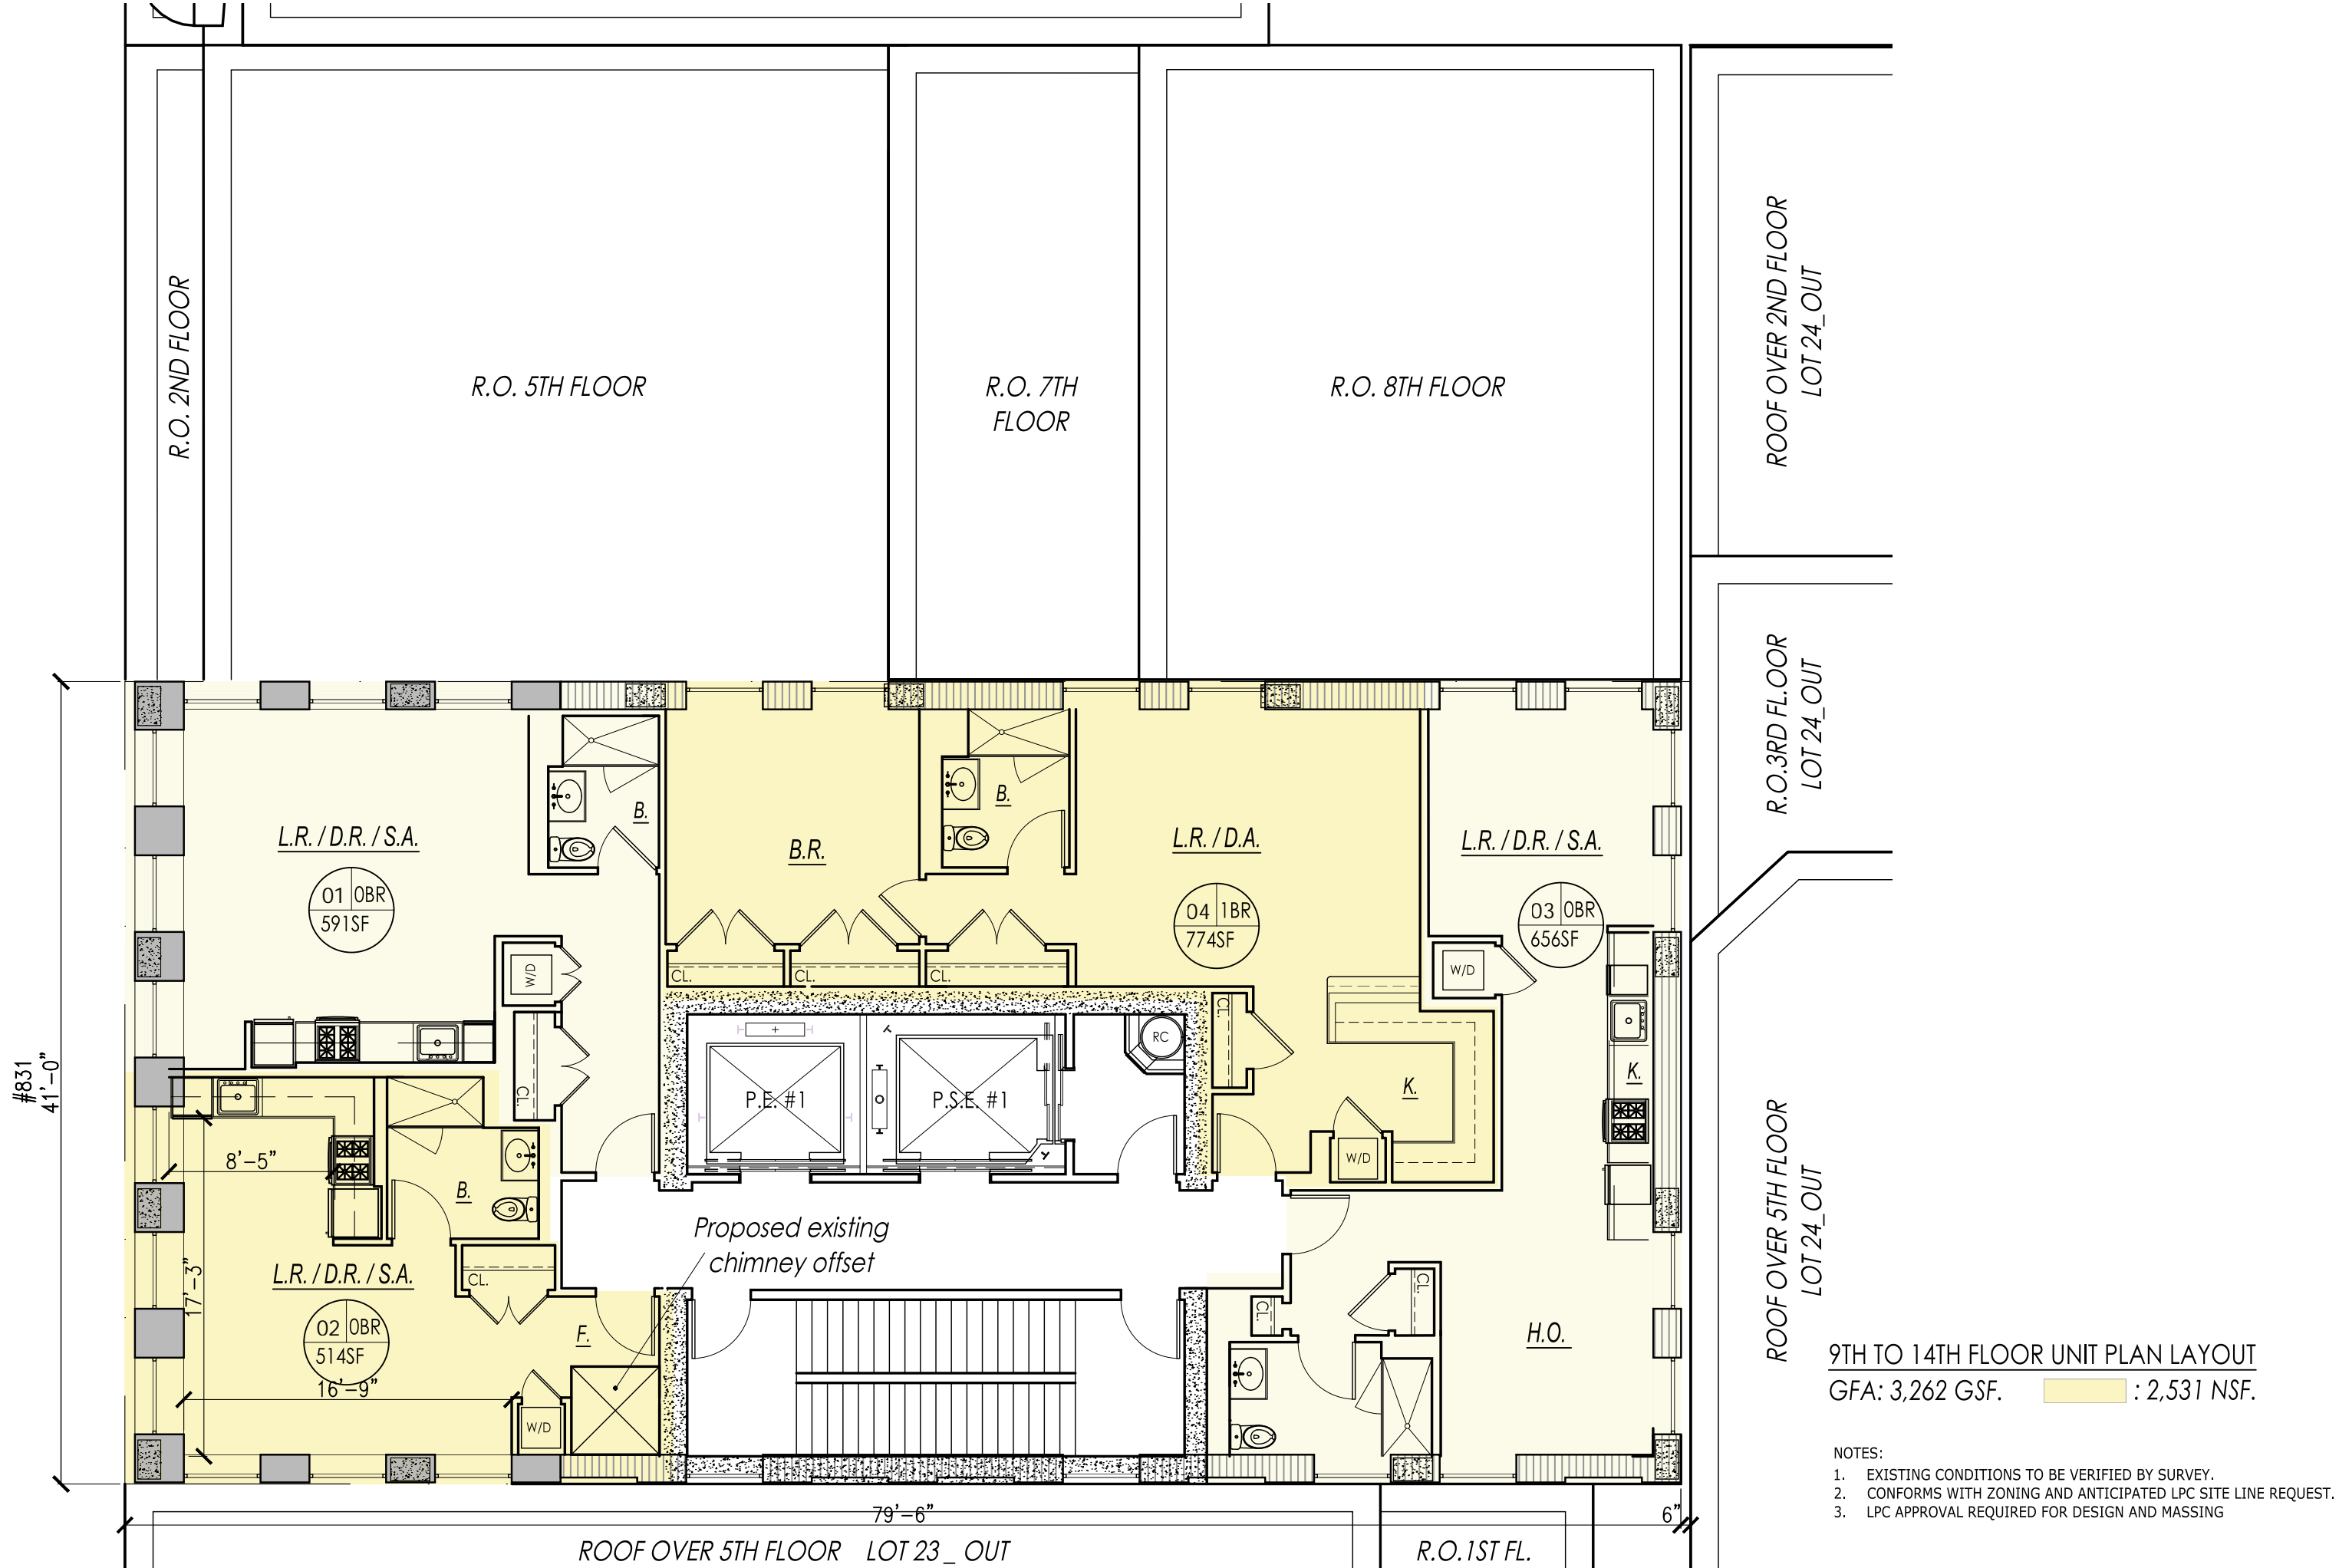 R.O. 2ND FLOOR
R.O. 5TH FLOOR
R.O. 7TH
FLOOR
R.O. 8TH FLOOR
ROOF OVER 2ND FLOOR
LOT 24_OUT
R.O.3RD FLOOR
LOT 24_OUT
ROOF OVER 5TH FLOOR
LOT 24_OUT
#831
41'-0"
L.R. / D.R. / S.A.
01 0BR
591SF
B.
W/D
CL.
B.R.
CL.
CL.
CL.
B.
L.R. / D.A.
04 1BR
774SF
CL.
K.
W/D
L.R. / D.R. / S.A.
03 0BR
656SF
W/D
K.
P.E. #1
P.S.E. #1
RC
8'-5"
B.
17'-3"
L.R. / D.R. / S.A.
CL.
02 0BR
514SF
F.
16'-9"
W/D
Proposed existing
chimney offset
CL.
CL.
H.O.
79'-6"
6"
ROOF OVER 5TH FLOOR LOT 23 _ OUT
R.O.1ST FL.
9TH TO 14TH FLOOR UNIT PLAN LAYOUT
GFA: 3,262 GSF. : 2,531 NSF.
NOTES:
1. EXISTING CONDITIONS TO BE VERIFIED BY SURVEY.
2. CONFORMS WITH ZONING AND ANTICIPATED LPC SITE LINE REQUEST.
3. LPC APPROVAL REQUIRED FOR DESIGN AND MASSING